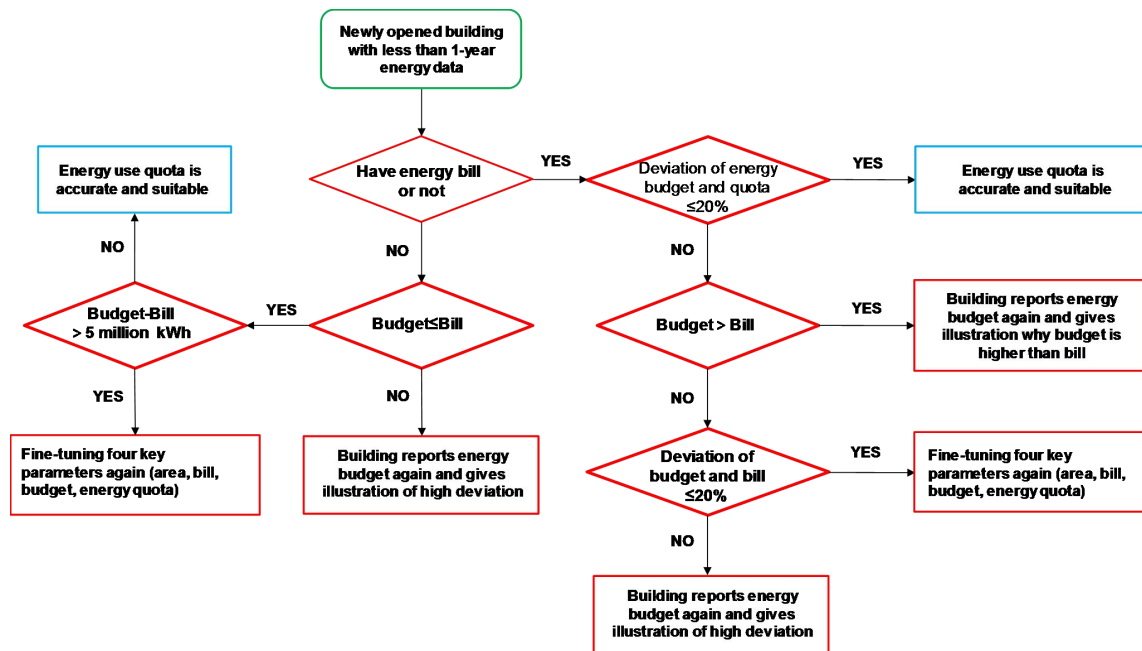 Newly opened building
with less than 1-year
energy data
Have energy bill
or not
YES
Deviation of energy
budget and quota
≤20%
YES
Energy use quota is
accurate and suitable
Energy use quota is
accurate and suitable
NO
NO
NO
Budget-Bill
> 5 million kWh
YES
Budget≤Bill
Budget > Bill
YES
Building reports energy
budget again and gives
illustration why budget is
higher than bill
YES
NO
NO
Fine-tuning four key
parameters again (area, bill,
budget, energy quota)
Building reports energy
budget again and gives
illustration of high deviation
Deviation of
budget and bill
≤20%
YES
Fine-tuning four key
parameters again (area, bill,
budget, energy quota)
NO
Building reports energy
budget again and gives
illustration of high deviation